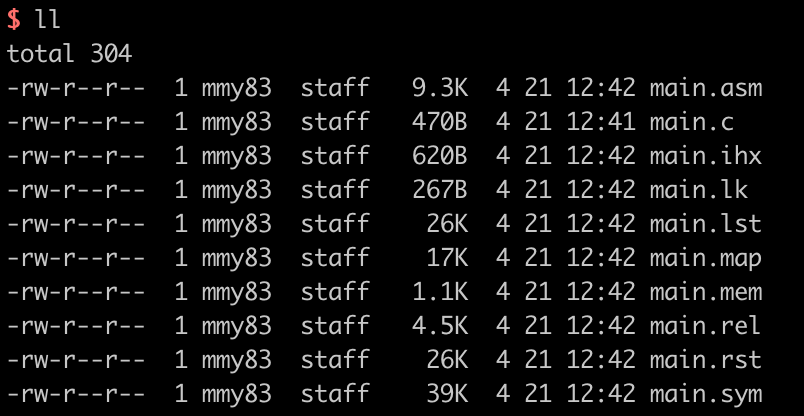 $ ll
total 304
-rw-r--r--  1 mmy83  staff   9.3K  4 21 12:42 main.asm
-rw-r--r--  1 mmy83  staff   470B  4 21 12:41 main.c
-rw-r--r--  1 mmy83  staff   620B  4 21 12:42 main.ihx
-rw-r--r--  1 mmy83  staff   267B  4 21 12:42 main.lk
-rw-r--r--  1 mmy83  staff    26K  4 21 12:42 main.lst
-rw-r--r--  1 mmy83  staff    17K  4 21 12:42 main.map
-rw-r--r--  1 mmy83  staff   1.1K  4 21 12:42 main.mem
-rw-r--r--  1 mmy83  staff   4.5K  4 21 12:42 main.rel
-rw-r--r--  1 mmy83  staff    26K  4 21 12:42 main.rst
-rw-r--r--  1 mmy83  staff    39K  4 21 12:42 main.sym